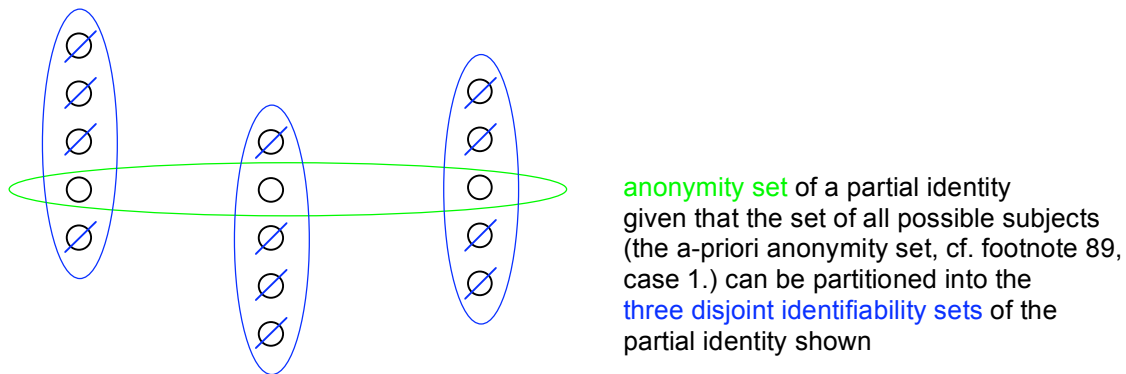 anonymity set of a partial identity
given that the set of all possible subjects
(the a-priori anonymity set, cf. footnote 89,
case 1.) can be partitioned into the
three disjoint identifiability sets of the
partial identity shown